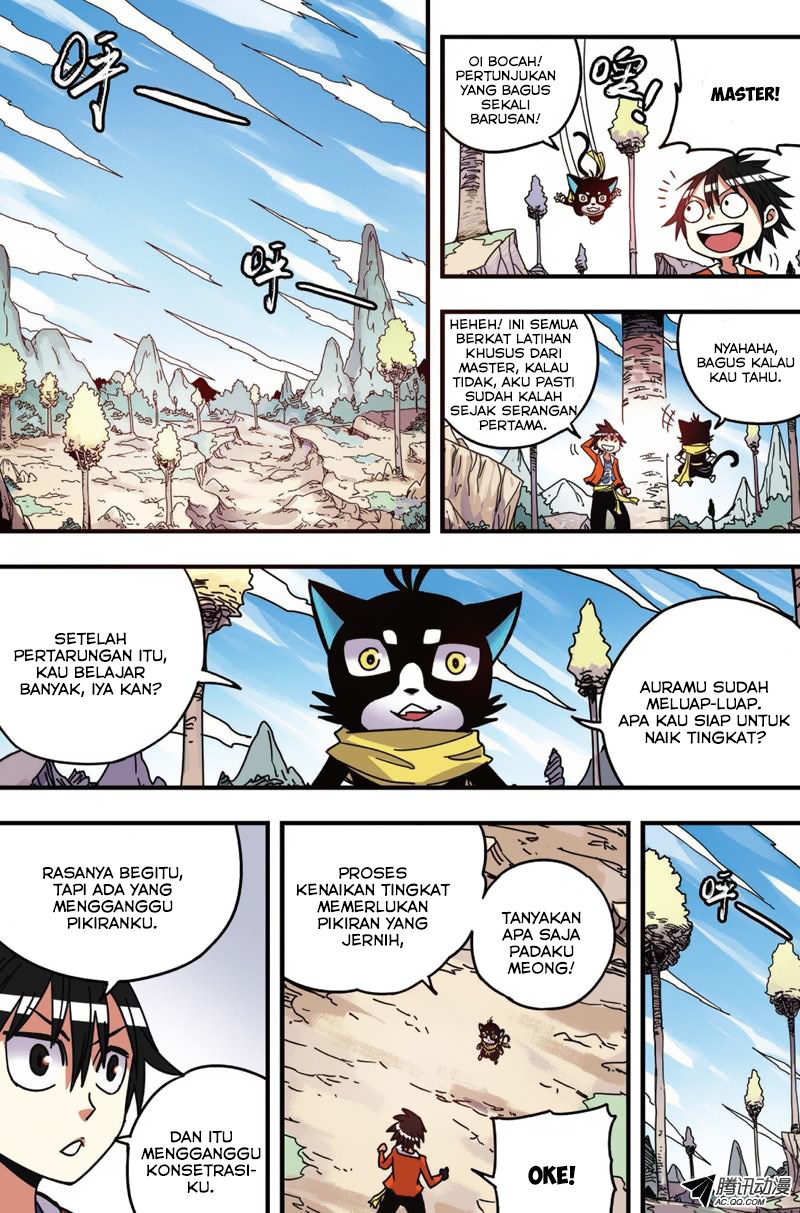 呼一
呼一
OI BOCAH!
PERTUNJUKAN
YANG BAGUS
SEKALI
BARUSAN!
MASTER!
HEHEH! INI SEMUA
BERKAT LATIHAN
KHUSUS DARI
MASTER, KALAU
TIDAK, AKU PASTI
SUDAH KALAH
SEJAK SERANGAN
PERTAMA.
NYAHAHA,
BAGUS KALAU
KAU TAHU.
SETELAH
PERTARUNGAN ITU,
KAU BELAJAR
BANYAK, IYA KAN?
AURAMU SUDAH
MELUAP-LUAP.
APA KAU SIAP UNTUK
NAIK TINGKAT?
RASANYA BEGITU,
TAPI ADA YANG
MENGGANGGU
PIKIRANKU.
DAN ITU
MENGGANGGU
KONSETRASI-
KU.
PROSES
KENAIKAN TINGKAT
MEMERLUKAN
PIKIRAN YANG
JERNIH,
TANYAKAN
APA SAJA
PADAKU
MEONG!
OKE!
呼一
腾讯动漫
AC.QQ.COM